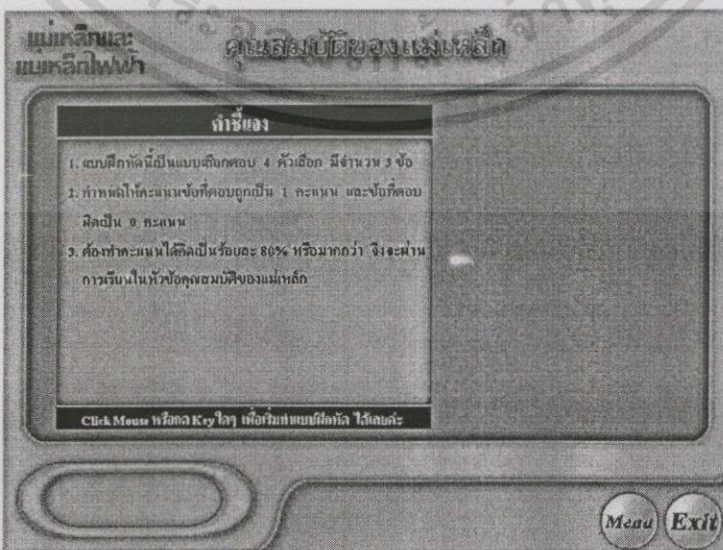 แม่เหล็กและ
แม่เหล็กไฟฟ้า
คุณสมบัติของแม่เหล็ก
คำชี้แจง
1. แบบฝึกหัดนี้เป็นแบบเลือกตอบ 4 ตัวเลือก มีจำนวน 3 ข้อ
2. กำหนดให้คะแนนข้อที่ตอบถูกเป็น 1 คะแนน และข้อที่ตอบ
ผิดเป็น 0 คะแนน
3. ต้องทำคะแนนได้คิดเป็นร้อยละ 80% หรือมากกว่า จึงจะผ่าน
การเรียนในหัวข้อคุณสมบัติของแม่เหล็ก
Click Mouse หรือกด Key ใดๆ เพื่อเริ่มทำแบบฝึกหัด ได้เลยค่ะ
Menu Exit